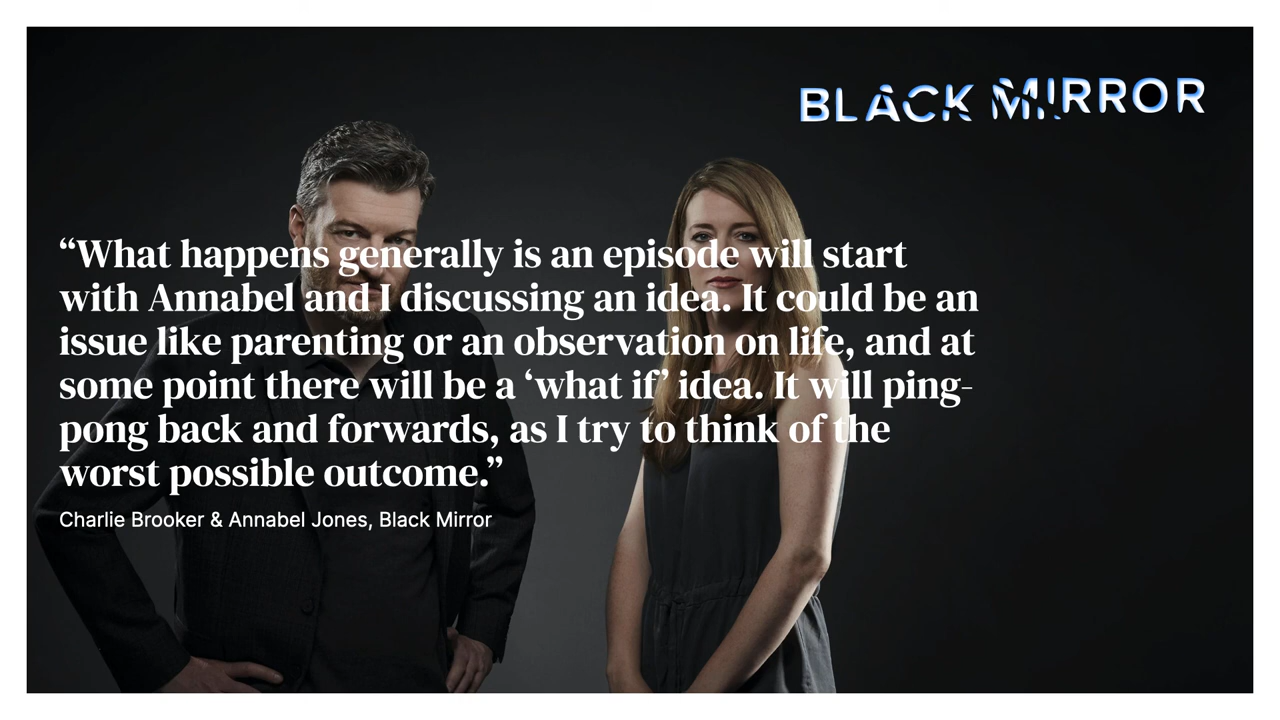 BLACK MIRROR
“What happens generally is an episode will start
with Annabel and I discussing an idea. It could be an
issue like parenting or an observation on life, and at
some point there will be a ‘what if’ idea. It will ping-
pong back and forwards, as I try to think of the
worst possible outcome.”
Charlie Brooker & Annabel Jones, Black Mirror